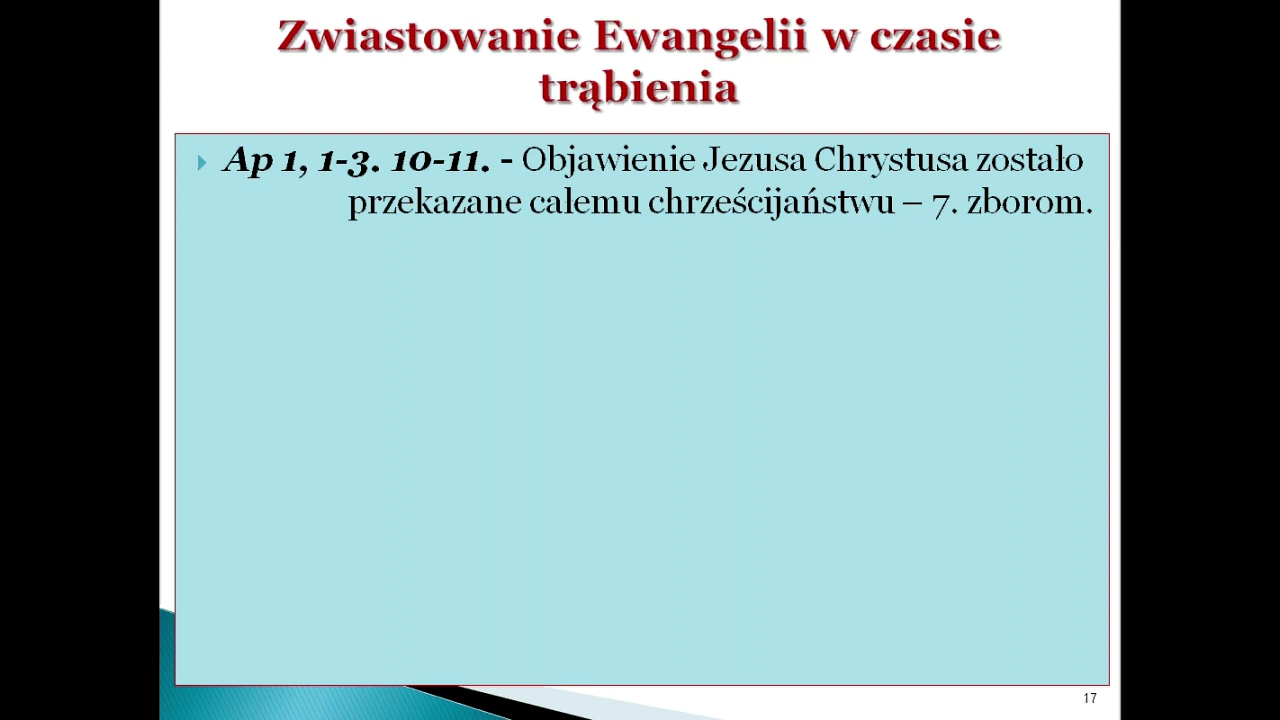 Zwiastowanie Ewangelii w czasie
trąbienia
Ap 1, 1-3. 10-11. - Objawienie Jezusa Chrystusa zostało
przekazane całemu chrześcijaństwu – 7. zborom.
17